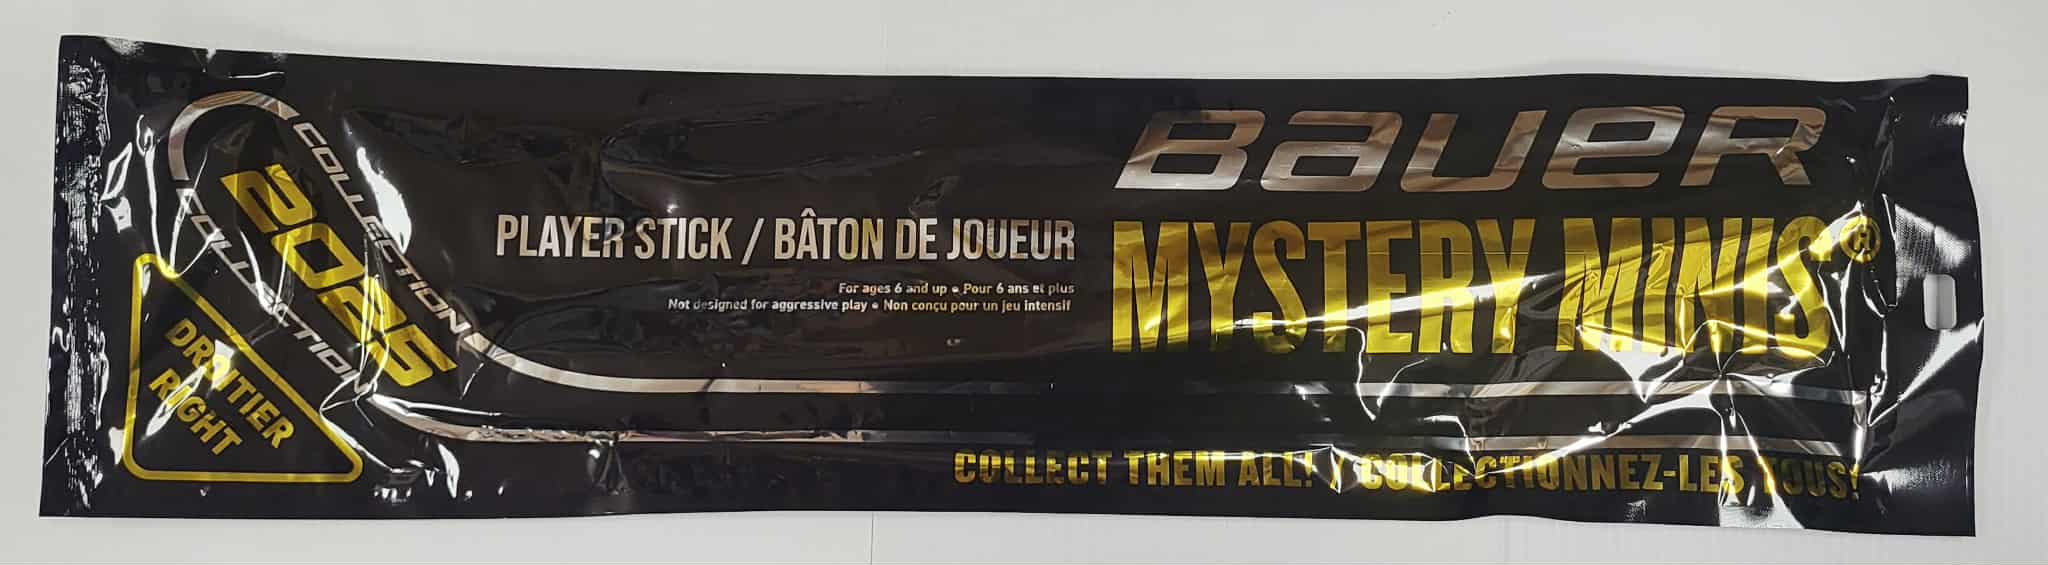 COLLECTION
2025
COLLECTION
DROITIER
RIGHT
PLAYER STICK / BÂTON DE JOUEUR
For ages 6 and up • Pour 6 ans et plus
Not designed for aggressive play • Non conçu pour un jeu intensif
BAUER
MYSTERY MINIS®
COLLECT THEM ALL! / COLLECTIONNEZ-LES TOUS!